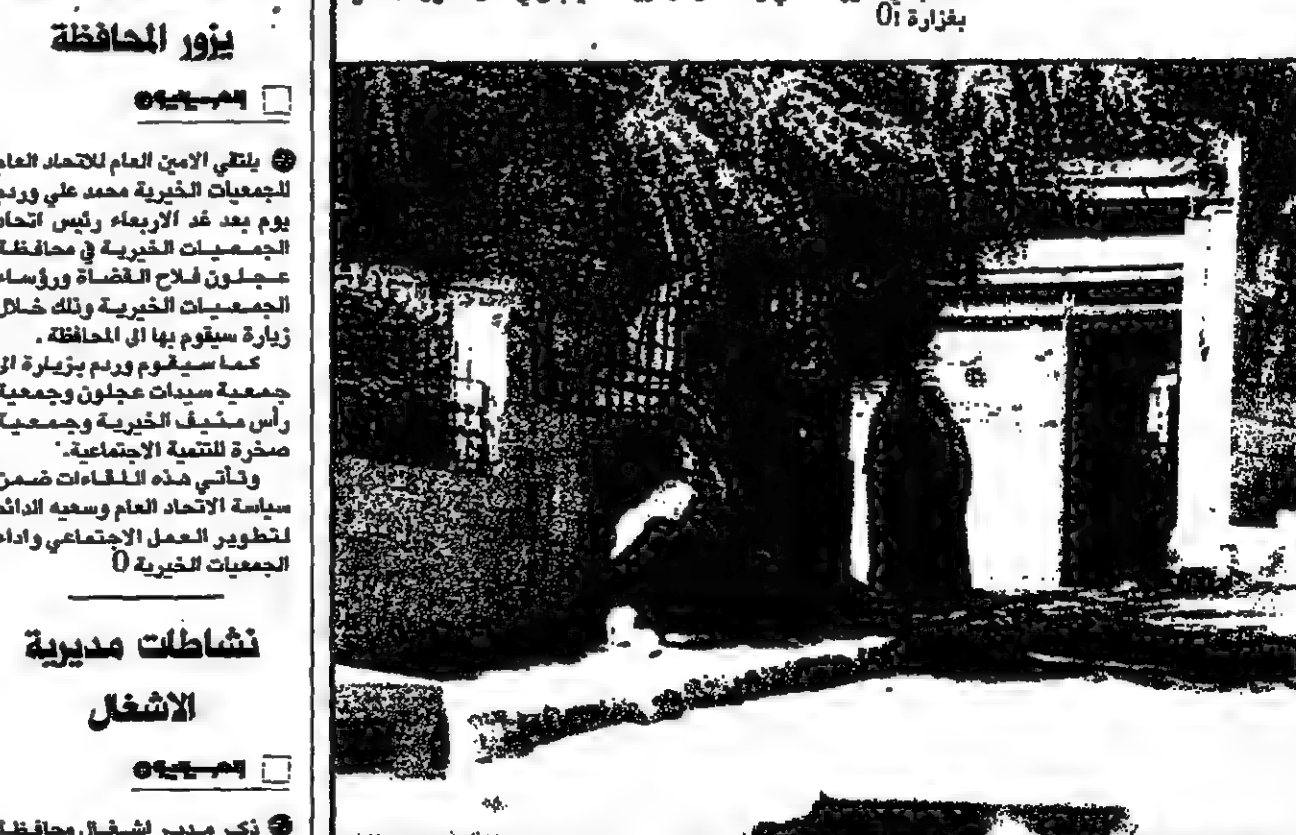 بغزارة !0
يزور المحافظة
يلتقي الامين العام للاتحاد العام
للجمعيات الخيرية محمد علي وردم
يوم بعد غد الاربعاء رئيس اتحاد
الجمعيات الخيرية في محافظة
عجلون فلاح القضاة ورؤساء
الجمعيات الخيرية وذلك خلال
زيارة سيقوم بها الى المحافظة .
كما سيقوم وردم بزيارة الى
جمعية سيدات عجلون وجمعية
رأس منيف الخيرية وجمعية
صخرة للتنمية الاجتماعية.
وتأتي هذه اللقاءات ضمن
سياسة الاتحاد العام وسعيه الدائم
لتطوير العمل الاجتماعي واداء
الجمعيات الخيرية 0
نشاطات مديرية
الاشغال
ذكر مدير اشغال محافظة